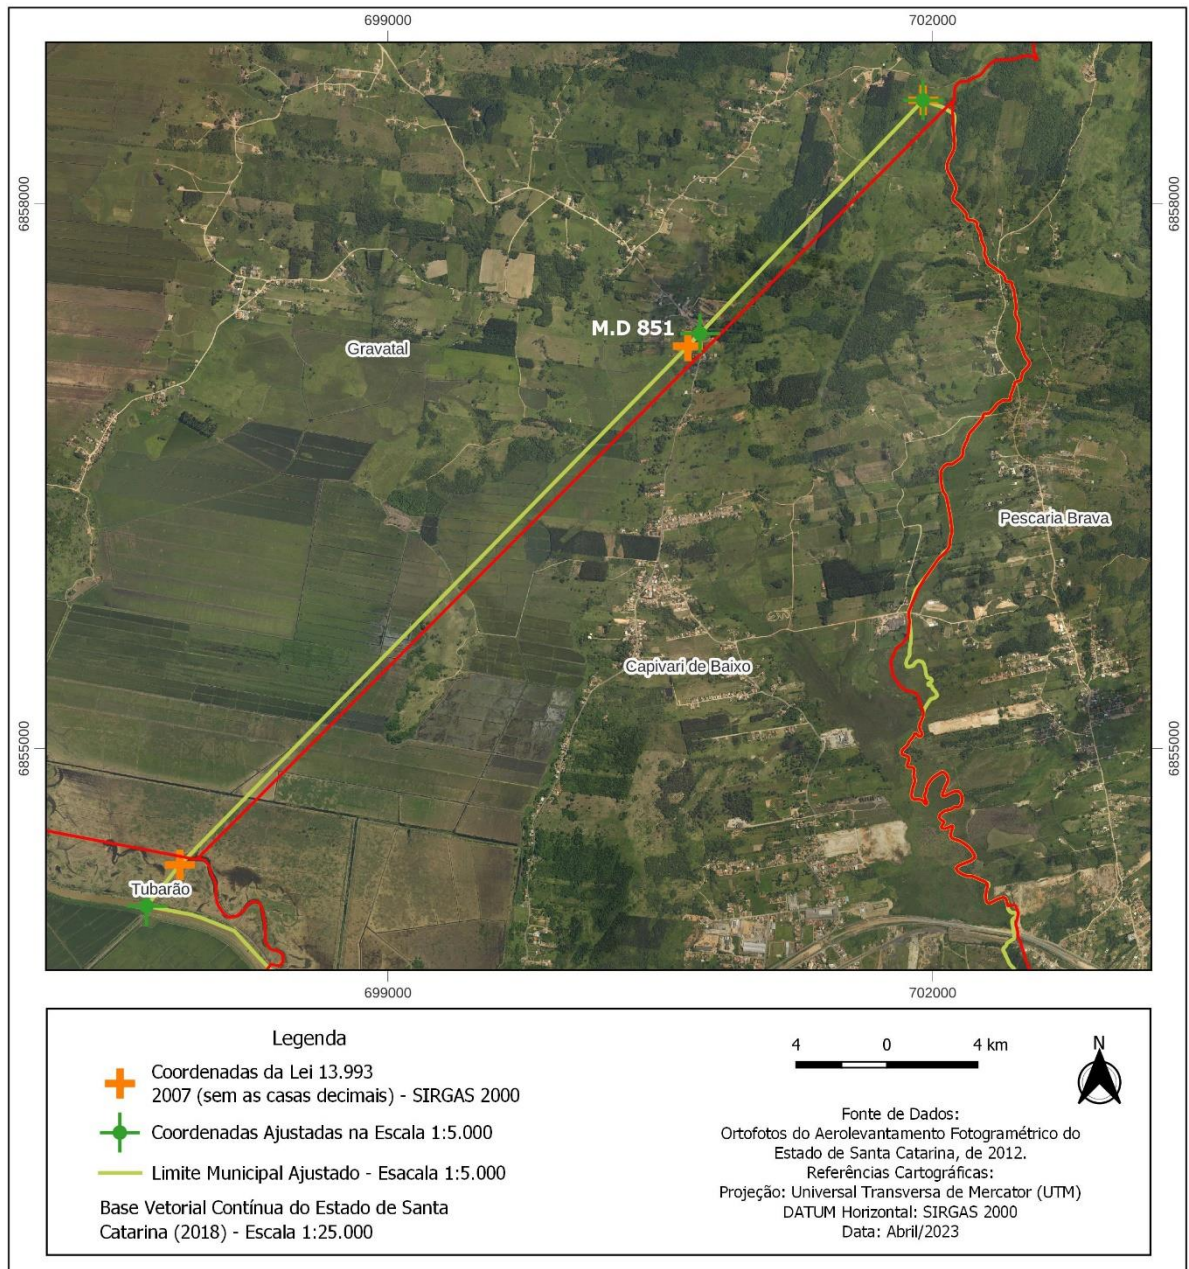 699000
702000
6858000
6858000
M.D 851
Gravatal
Pescaria Brava
Capivari de Baixo
6855000
6855000
Tubarão
699000
702000
Legenda
Coordenadas da Lei 13.993
2007 (sem as casas decimais) - SIRGAS 2000
Coordenadas Ajustadas na Escala 1:5.000
Limite Municipal Ajustado - Esacala 1:5.000
Base Vetorial Contínua do Estado de Santa
Catarina (2018) - Escala 1:25.000
4 0 4 km
N
Fonte de Dados:
Ortofotos do Aerolevantamento Fotogramétrico do
Estado de Santa Catarina, de 2012.
Referências Cartográficas:
Projeção: Universal Transversa de Mercator (UTM)
DATUM Horizontal: SIRGAS 2000
Data: Abril/2023